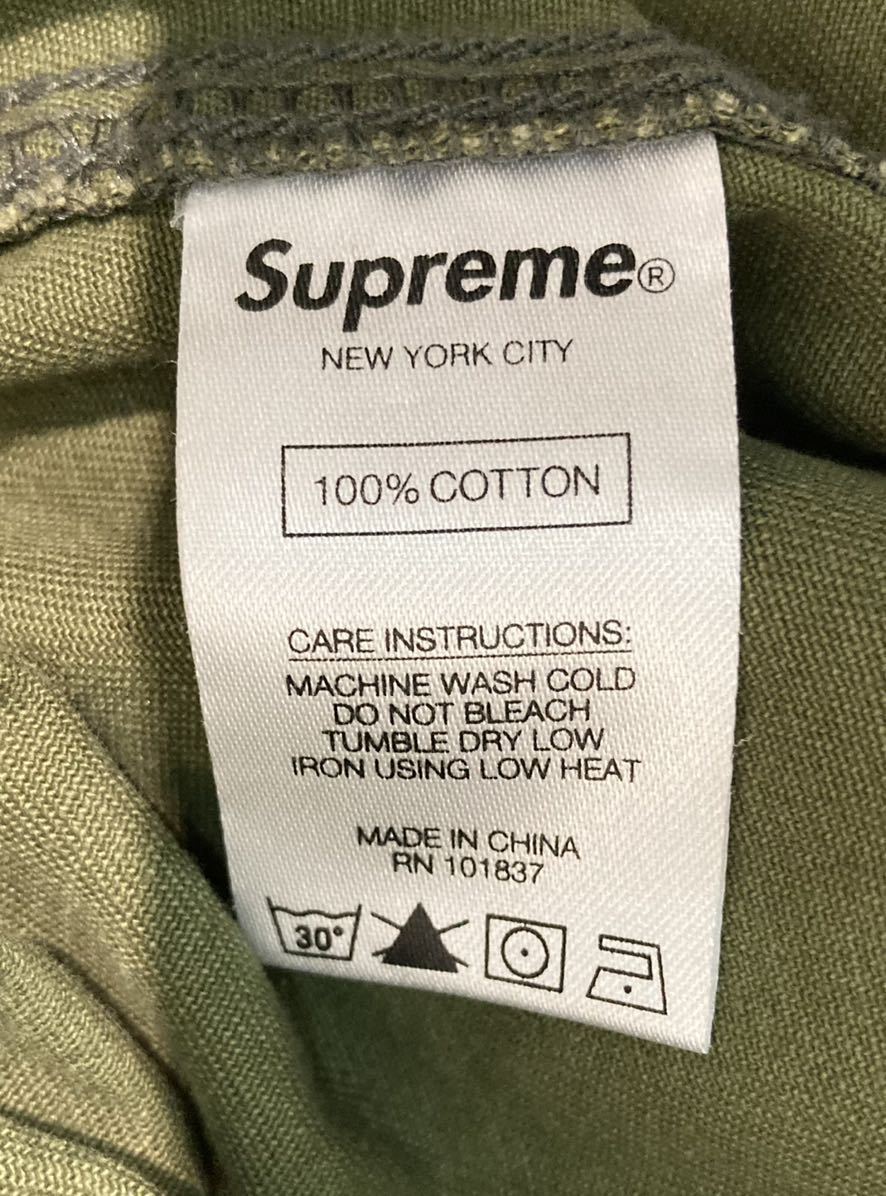 Supreme®
NEW YORK CITY
100% COTTON
CARE INSTRUCTIONS:
MACHINE WASH COLD
DO NOT BLEACH
TUMBLE DRY LOW
IRON USING LOW HEAT
MADE IN CHINA
RN 101837
30°